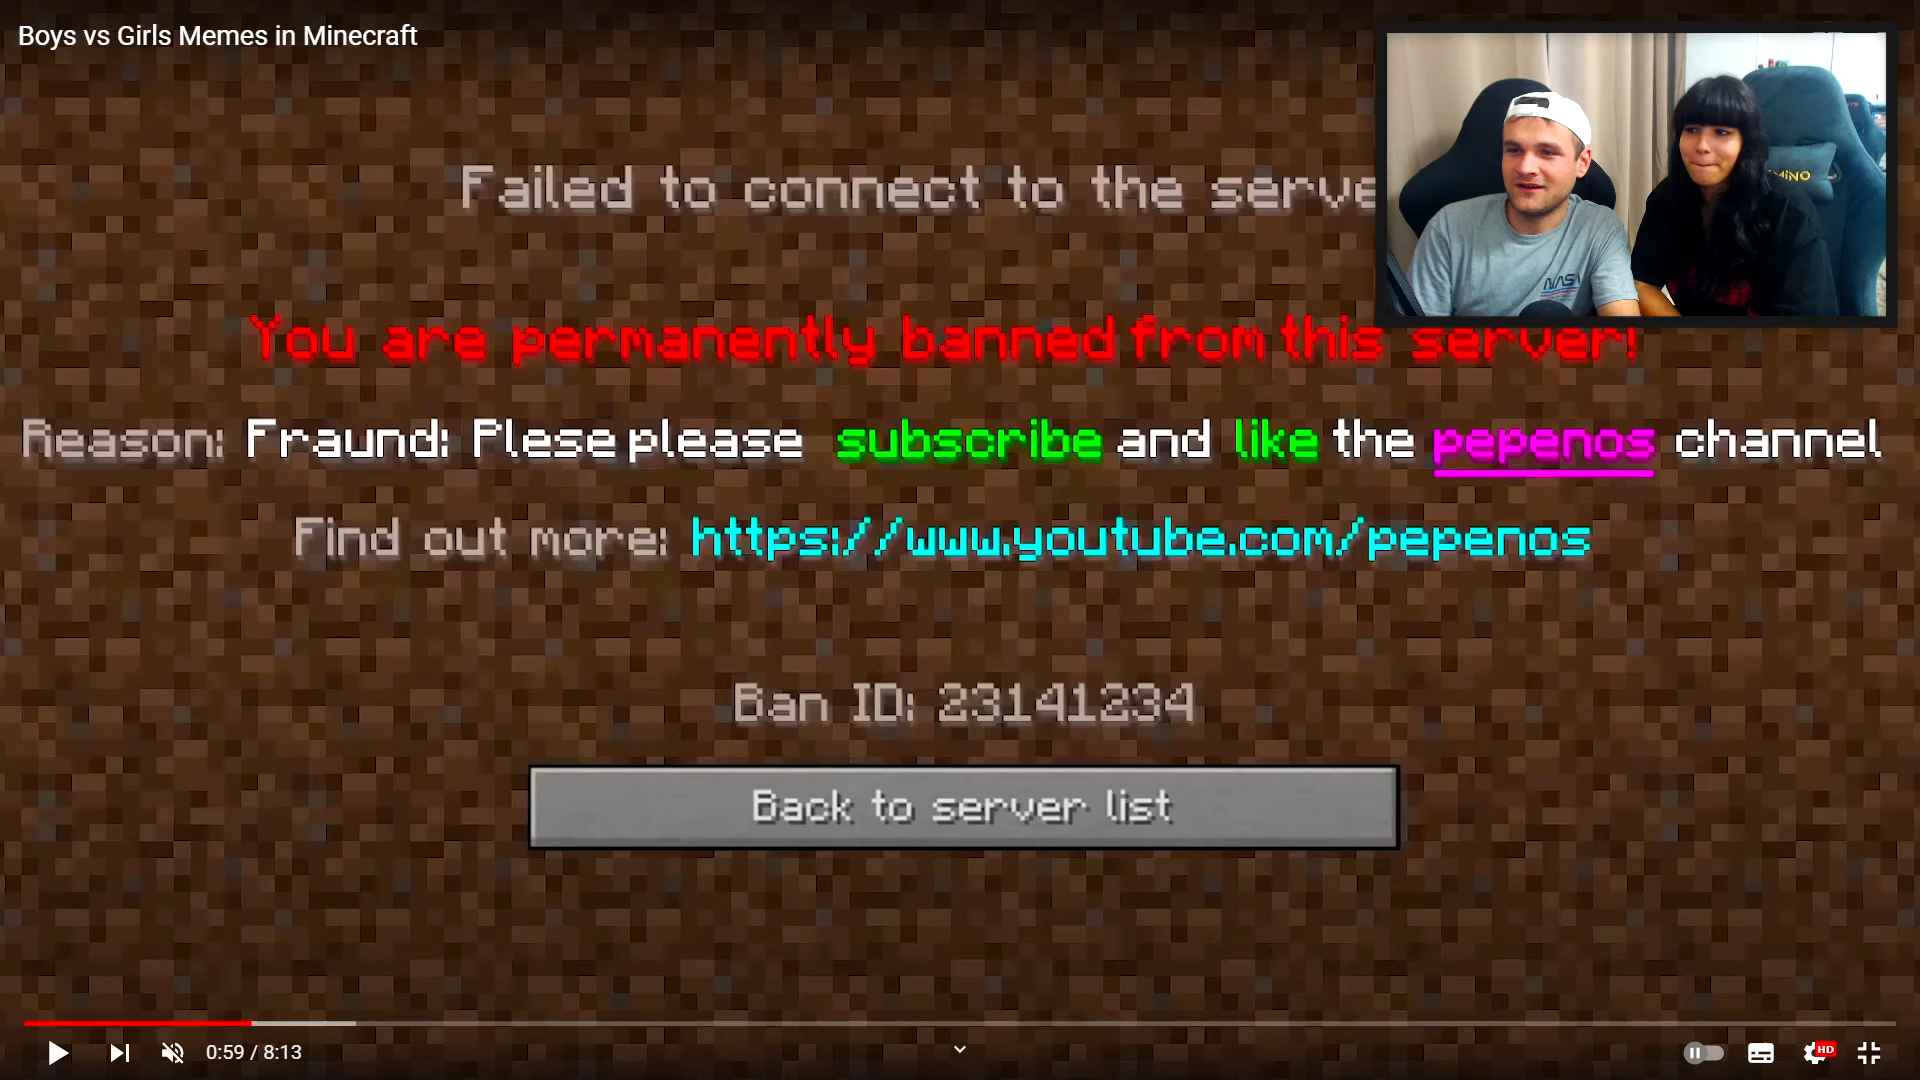 Boys vs Girls Memes in Minecraft
Failed to connect to the serve
You are permanently banned from this server!
Reason: Fraund: Plese please subscribe and like the pepenos channel
Find out more: https://www.youtube.com/pepenos
Ban ID: 23141234
Back to server list
0:59 / 8:13
HD